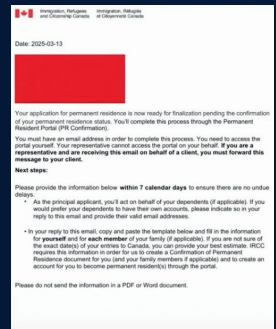 Immigration, Refugees Immigration, Réfugiés
and Citizenship Canada et Citoyenneté Canada
Date: 2025-03-13
Your application for permanent residence is now ready for finalization pending the confirmation
of your permanent residence status. You'll complete this process through the Permanent
Resident Portal (PR Confirmation).
You must have an email address in order to complete this process. You need to access the
portal yourself. Your representative cannot access the portal on your behalf. If you are a
representative and are receiving this email on behalf of a client, you must forward this
message to your client.
Next steps:
Please provide the information below within 7 calendar days to ensure there are no undue
delays.
• As the principal applicant, you'll act on behalf of your dependents (if applicable). If you
would prefer your dependents to have their own accounts, please indicate so in your
reply to this email and provide their valid email addresses.
• In your reply to this email, copy and paste the template below and fill in the information
for yourself and for each member of your family (if applicable). If you are not sure of
the exact date(s) of your entries to Canada, you can provide your best estimate. IRCC
requires this information in order for us to create a Confirmation of Permanent
Residence document for you (and your family members if applicable) and to create an
account for you to become permanent resident(s) through the portal.
Please do not send the information in a PDF or Word document.